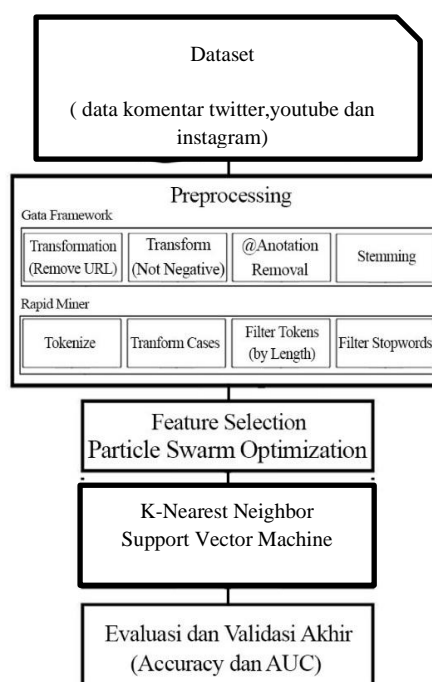 Dataset
( data komentar twitter,youtube dan
instagram)
Preprocessing
Gata Framework
Transformation
(Remove URL)
Transform
(Not Negative)
@Anotation
Removal
Stemming
Rapid Miner
Tokenize
Tranform Cases
Filter Tokens
(by Length)
Filter Stopwords
Feature Selection
Particle Swarm Optimization
K-Nearest Neighbor
Support Vector Machine
Evaluasi dan Validasi Akhir
(Accuracy dan AUC)